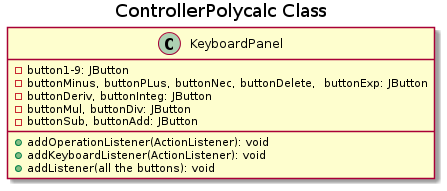 ControllerPolycalc Class
C KeyboardPanel
button1-9: JButton
buttonMinus, buttonPLus, buttonNec, buttonDelete, buttonExp: JButton
buttonDeriv, buttonInteg: JButton
buttonMul, buttonDiv: JButton
buttonSub, buttonAdd: JButton
addOperationListener(ActionListener): void
addKeyboardListener(ActionListener): void
addListener(all the buttons): void